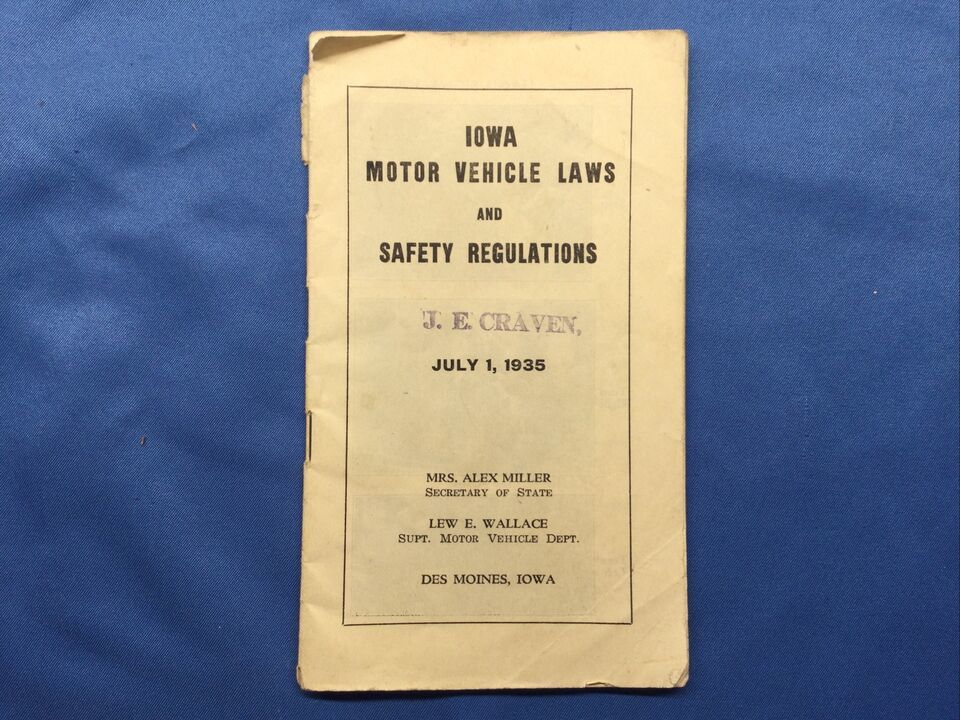 IOWA
MOTOR VEHICLE LAWS
AND
SAFETY REGULATIONS
J. E. CRAVEN,
JULY 1, 1935
MRS. ALEX MILLER
SECRETARY OF STATE
LEW E. WALLACE
SUPT. MOTOR VEHICLE DEPT.
DES MOINES, IOWA